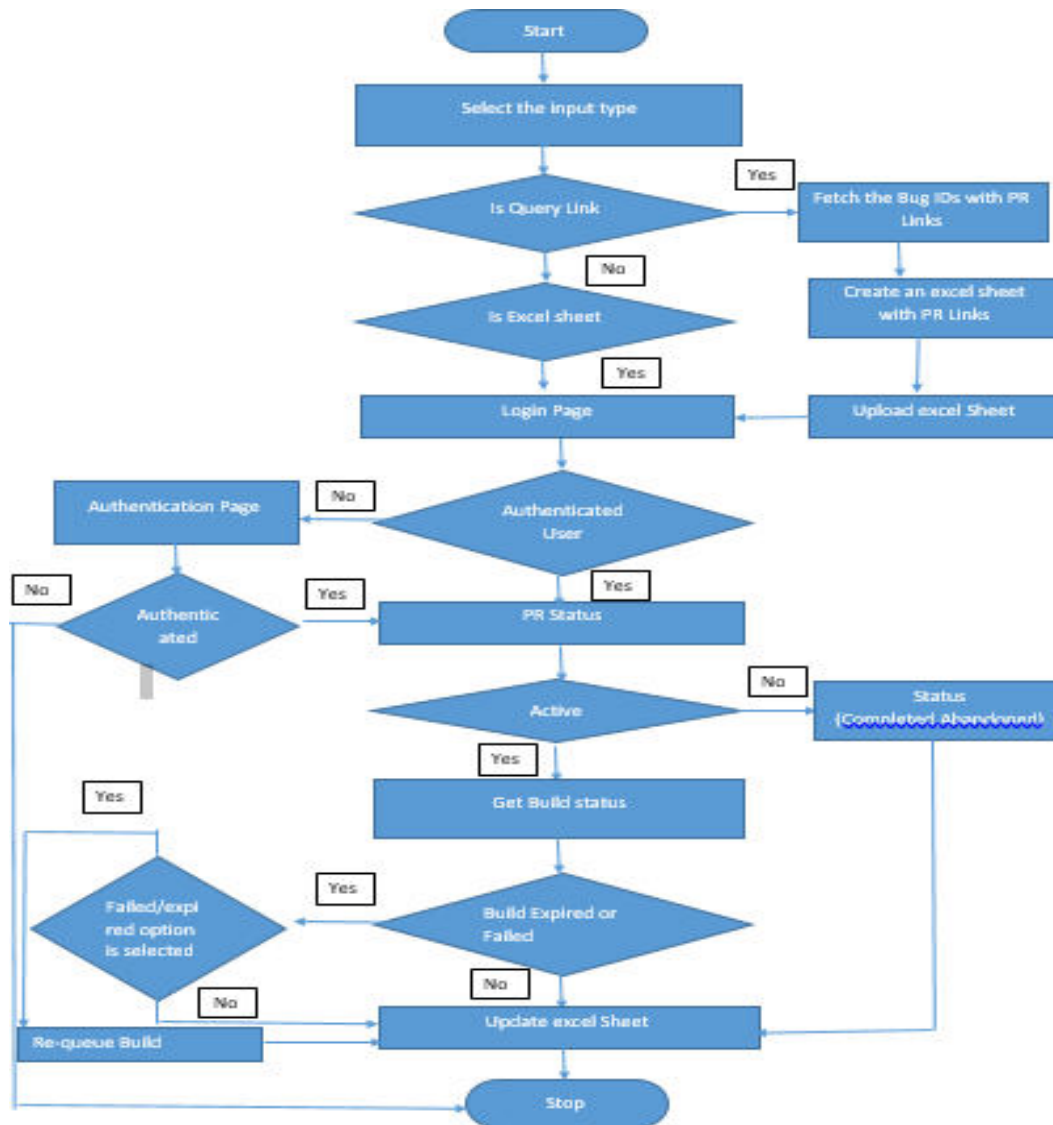 Start
Select the input type
Yes
Is Query Link
Fetch the Bug IDs with PR
Links
No
Create an excel sheet
with PR Links
Is Excel sheet
Yes
Login Page
Upload excel Sheet
No
Authentication Page
Authenticated
User
No
Yes
Yes
Authentic
ated
PR Status
No
Status
(Completed Abandoned)
Active
Yes
Yes
Get Build status
Yes
Failed/expi
red option
is selected
Build Expired or
Failed
No
No
Update excel Sheet
Re-queue Build
Stop